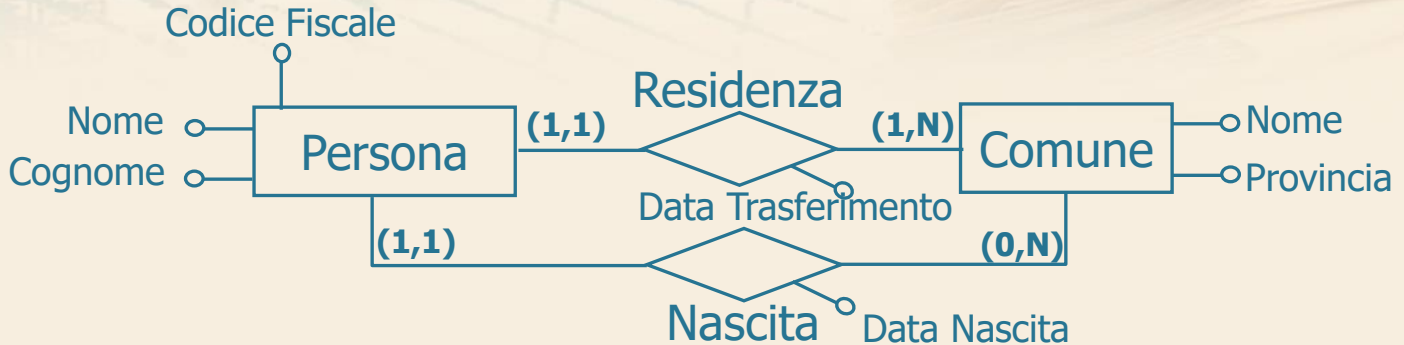 Codice Fiscale
Nome
Cognome
Persona
(1,1)
Residenza
(1,N)
Comune
Nome
Provincia
Data Trasferimento
(1,1)
(0,N)
Nascita
Data Nascita